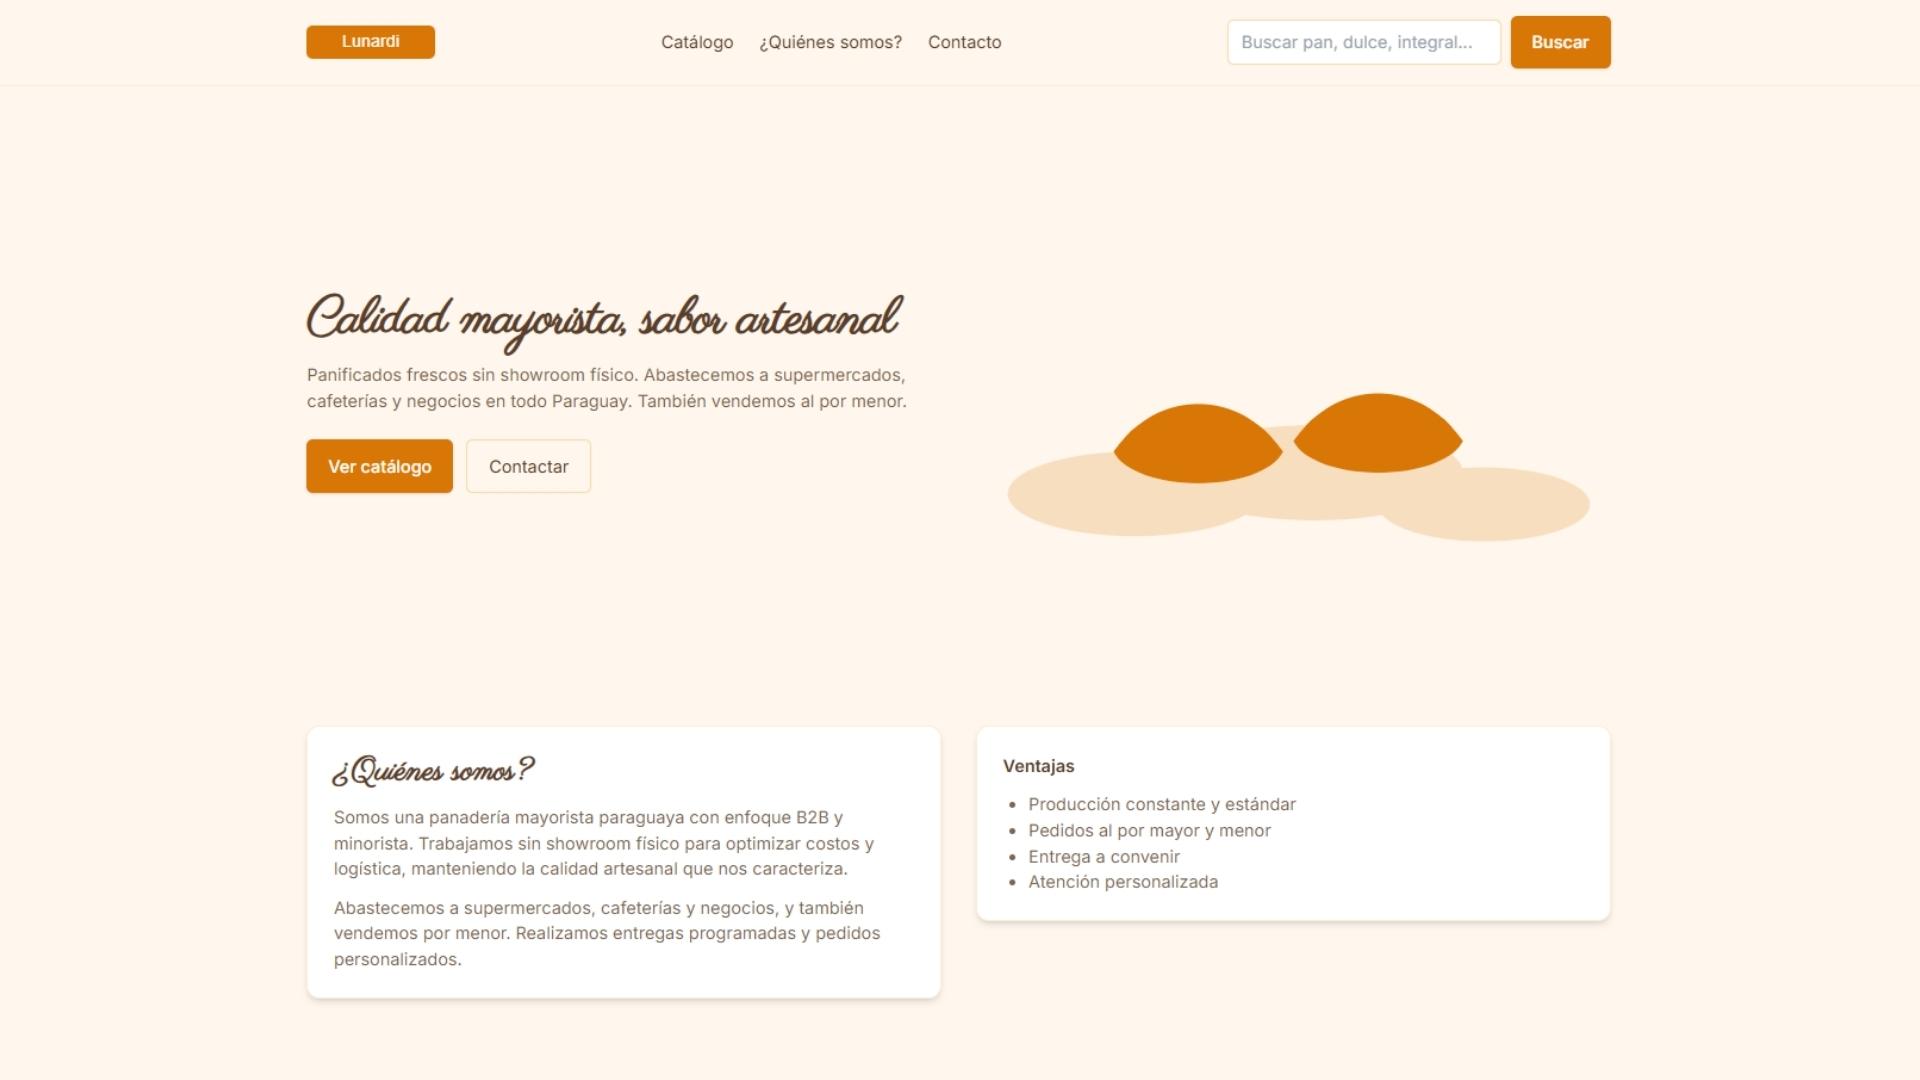 Lunardi
Catálogo ¿Quiénes somos? Contacto
Buscar pan, dulce, integral...
Buscar
Calidad mayorista, sabor artesanal
Panificados frescos sin showroom físico. Abastecemos a supermercados,
cafeterías y negocios en todo Paraguay. También vendemos al por menor.
Ver catálogo
Contactar
¿Quiénes somos?
Somos una panadería mayorista paraguaya con enfoque B2B y
minorista. Trabajamos sin showroom físico para optimizar costos y
logística, manteniendo la calidad artesanal que nos caracteriza.
Abastecemos a supermercados, cafeterías y negocios, y también
vendemos por menor. Realizamos entregas programadas y pedidos
personalizados.
Ventajas
• Producción constante y estándar
• Pedidos al por mayor y menor
• Entrega a convenir
• Atención personalizada